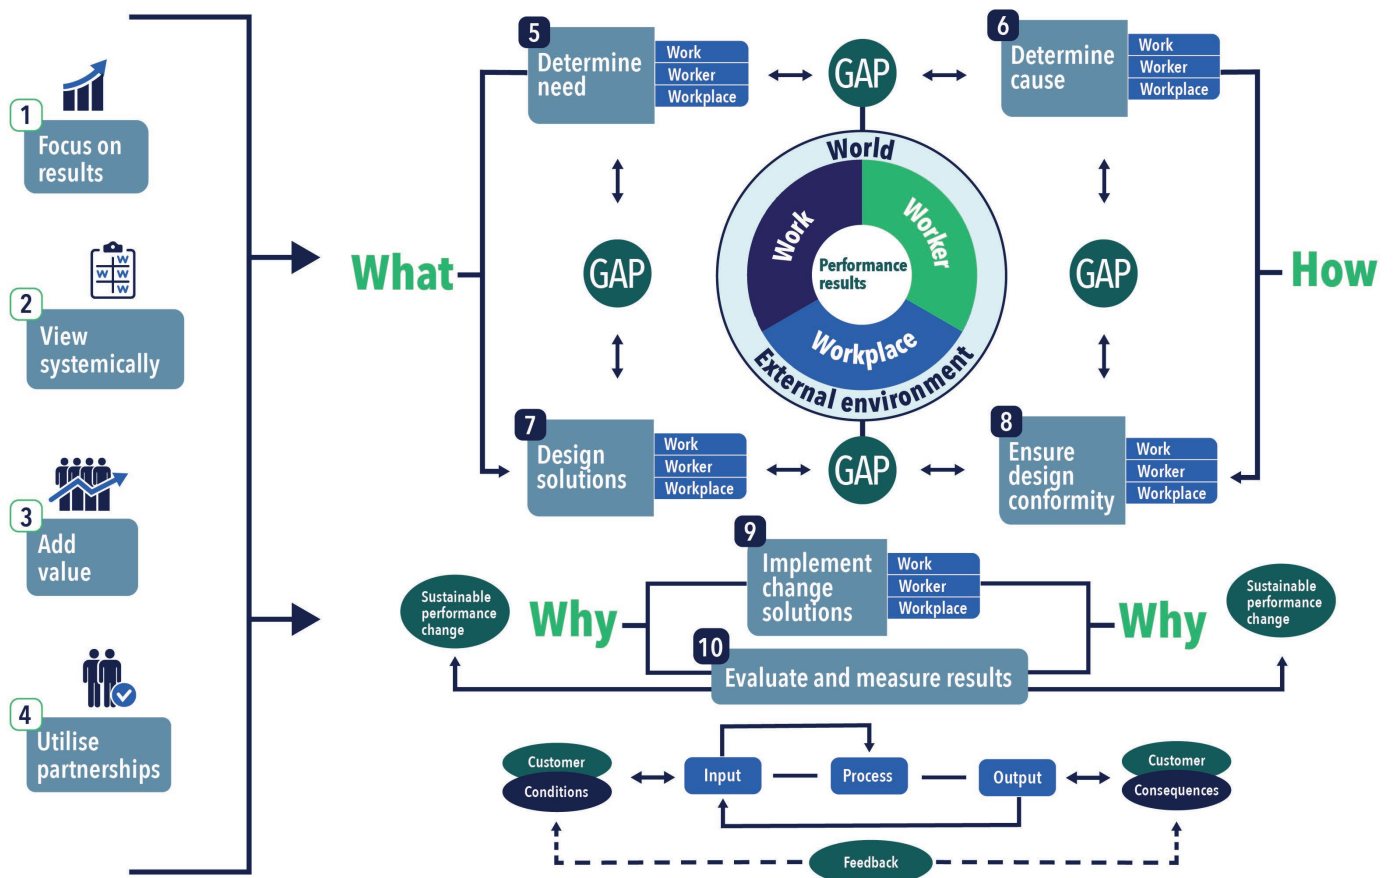 1
Focus on
results
2
W
W W
W
View
systemically
3
Add
value
4
Utilise
partnerships
What
5
Determine
need
Work
Worker
Workplace
GAP
6
Determine
cause
Work
Worker
Workplace
GAP
World
Work
Worker
Workplace
Performance
results
External environment
GAP
How
7
Design
solutions
Work
Worker
Workplace
GAP
8
Ensure
design
conformity
Work
Worker
Workplace
9
Implement
change
solutions
Work
Worker
Workplace
Sustainable
performance
change
Why
Why
Sustainable
performance
change
10
Evaluate and measure results
Customer
Conditions
Input
Process
Output
Customer
Consequences
Feedback